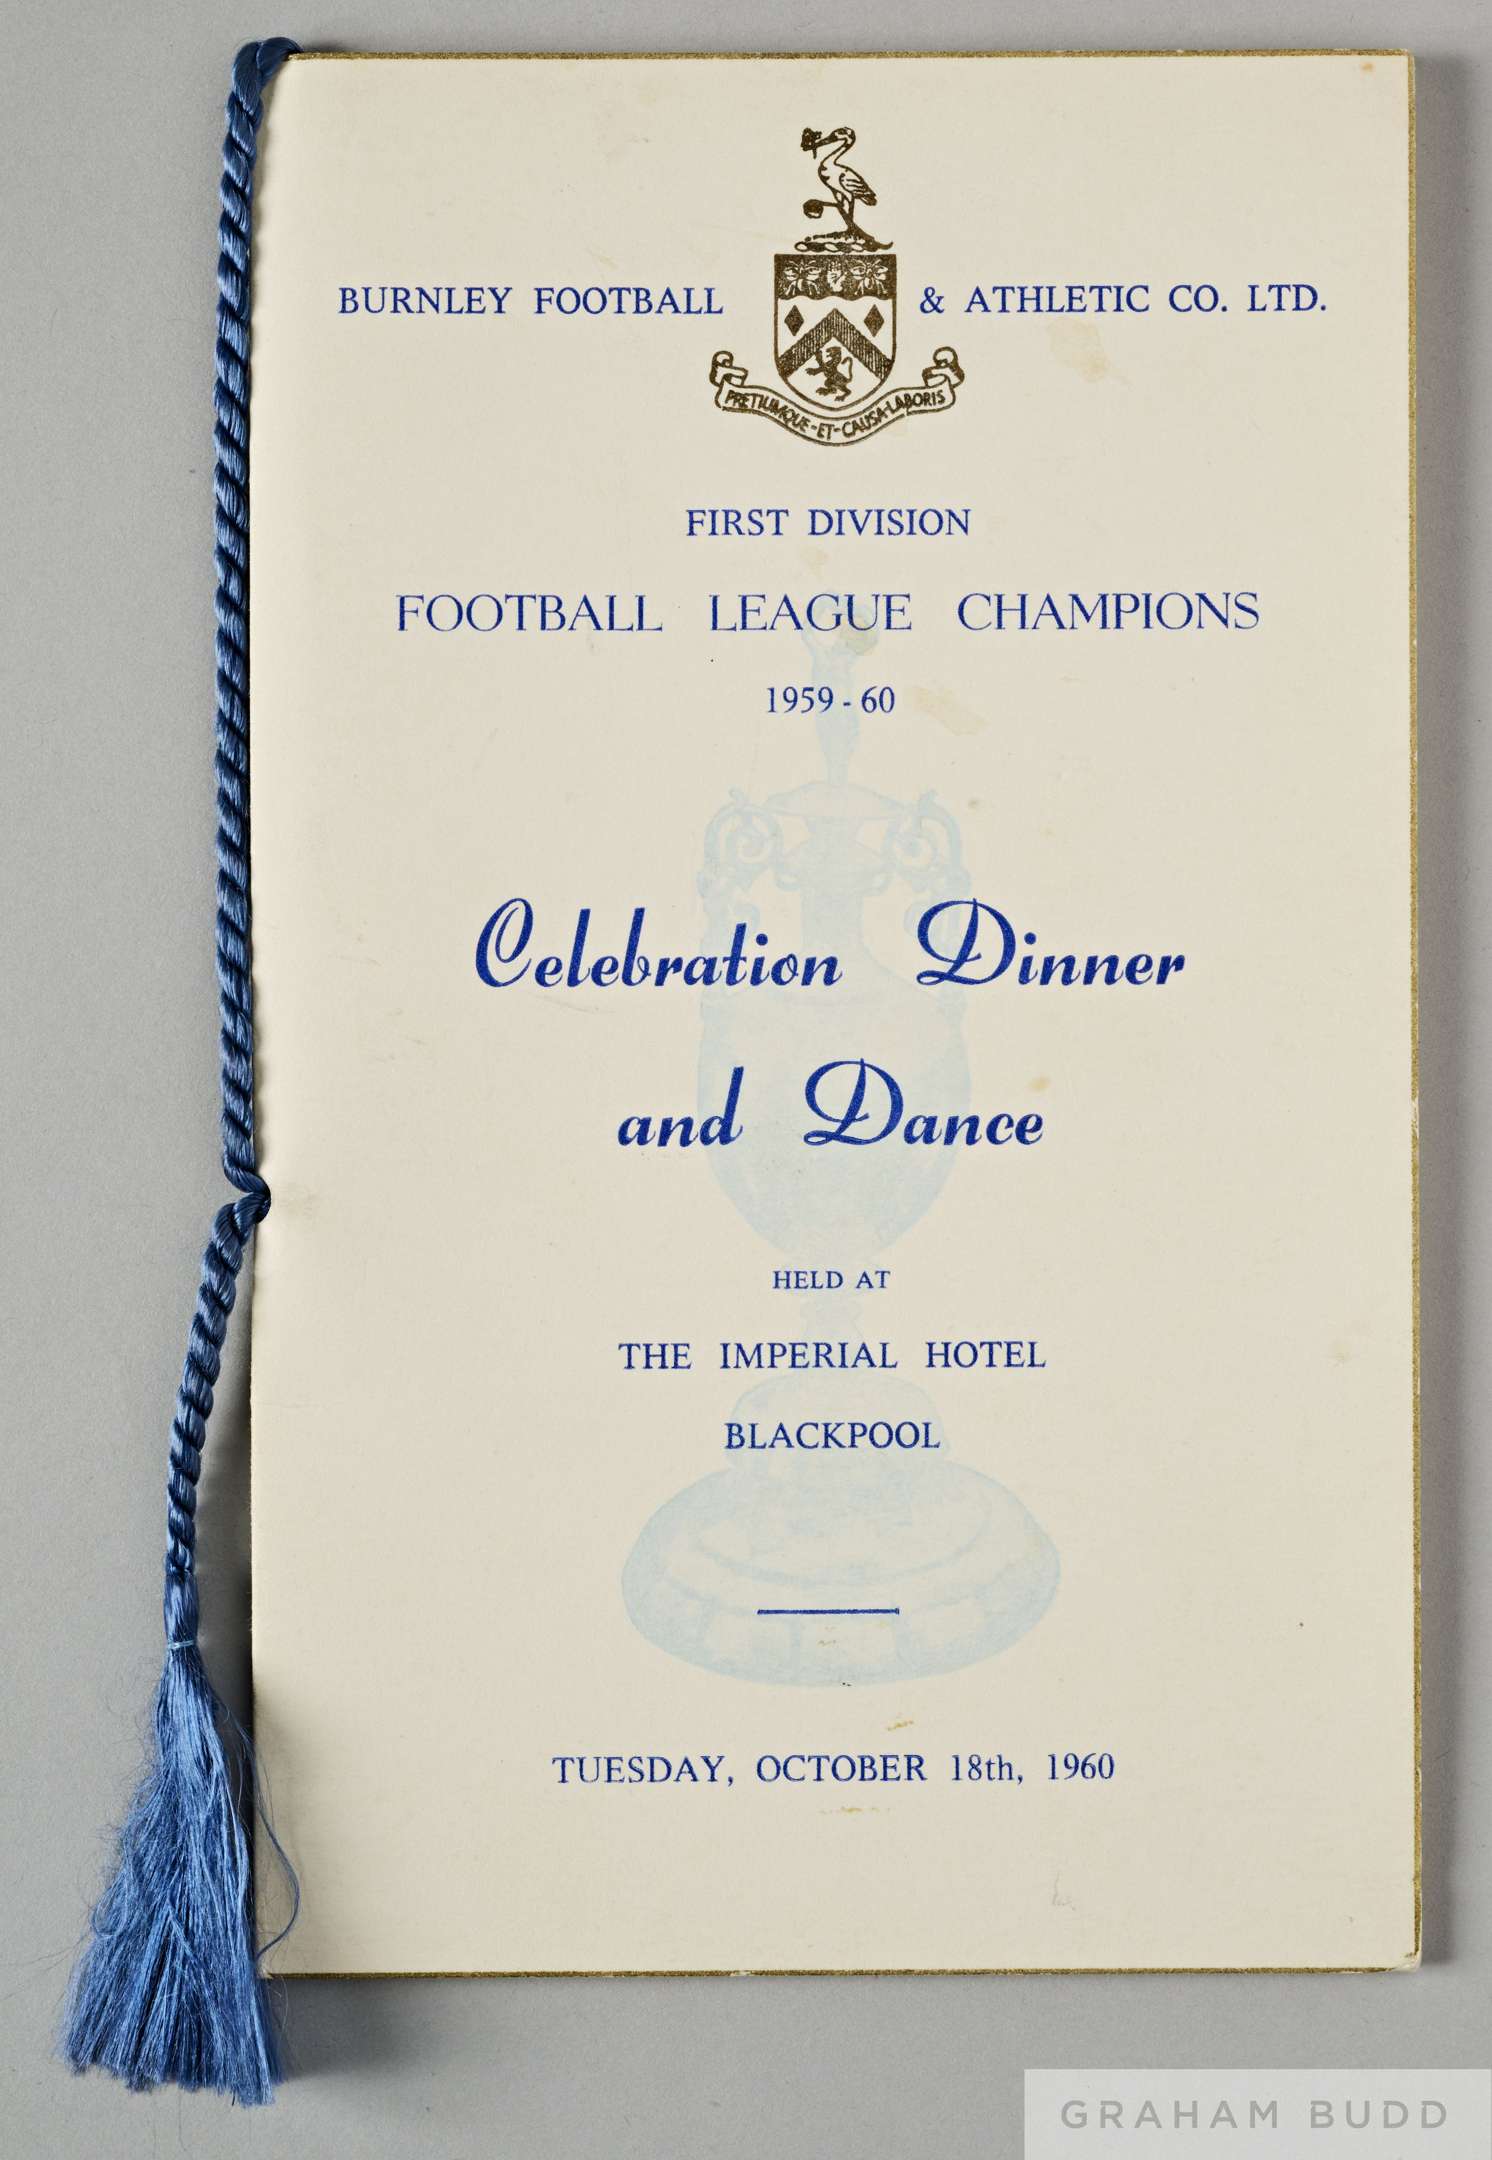 BURNLEY FOOTBALL & ATHLETIC CO. LTD.
PRETIUMQUE-ET-CAUSA-LABORIS
FIRST DIVISION
FOOTBALL LEAGUE CHAMPIONS
1959-60
Celebration Dinner
and Dance
HELD AT
THE IMPERIAL HOTEL
BLACKPOOL
TUESDAY, OCTOBER 18th, 1960
GRAHAM BUDD